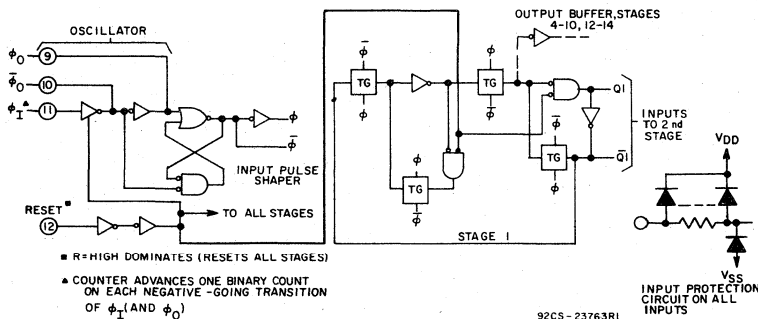 OSCILLATOR
ϕO 9
ϕ̅O 10
ϕI▲ 11
ϕ
ϕ̅
INPUT PULSE
SHAPER
RESET■
12
TO ALL STAGES
■ R=HIGH DOMINATES (RESETS ALL STAGES)
▲ COUNTER ADVANCES ONE BINARY COUNT
ON EACH NEGATIVE-GOING TRANSITION
OF ϕI (AND ϕO)
OUTPUT BUFFER, STAGES
4-10, 12-14
ϕ̅
TG
ϕ
ϕ
TG
ϕ̅
ϕ
TG
ϕ̅
ϕ̅
TG
ϕ
Q1
Q̅1
INPUTS
TO 2nd
STAGE
STAGE 1
VDD
VSS
INPUT PROTECTION
CIRCUIT ON ALL
INPUTS
92CS-23763R1